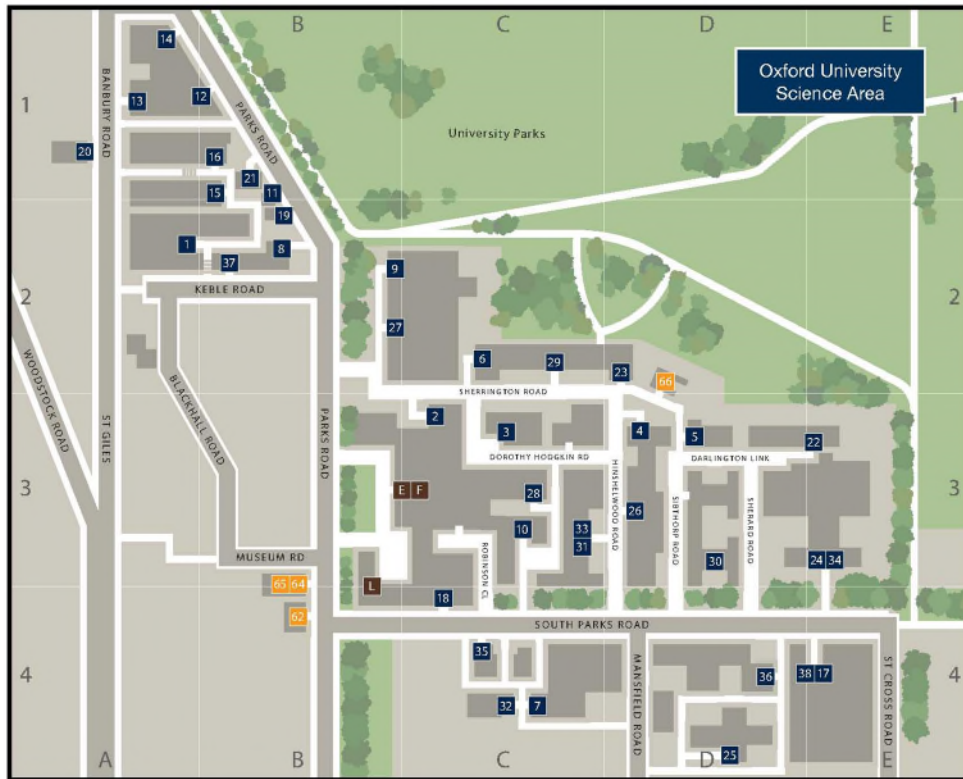 B
C
D
E
Oxford University
Science Area
1
1
14
13
12
BANBURY ROAD
PARKS ROAD
University Parks
20
16
21
15
11
19
1
8
37
9
KEBLE ROAD
2
2
27
6
29
23
66
WOODSTOCK ROAD
ST GILES
BLACKHALL ROAD
PARKS ROAD
SHERRINGTON ROAD
2
3
4
5
22
DOROTHY HODGKIN RD
DARLINGTON LINK
HINSHELWOOD ROAD
SIBTHORP ROAD
SHERARD ROAD
3
3
E
F
28
26
10
33
31
ROBINSON CL
30
24
34
MUSEUM RD
65
64
L
18
62
SOUTH PARKS ROAD
4
4
35
MANSFIELD ROAD
36
38
17
ST CROSS ROAD
32
7
25
A
B
C
D
E